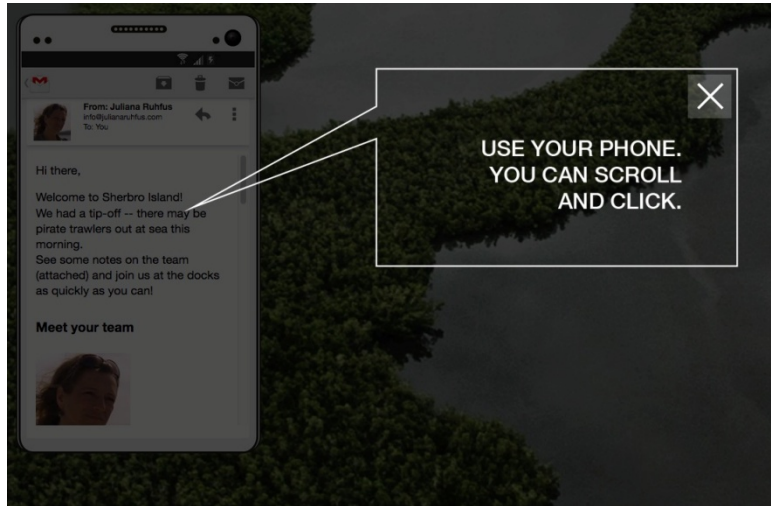 From: Juliana Ruhfus
info@julianaruhfus.com
To: You
Hi there,
Welcome to Sherbro Island!
We had a tip-off -- there may be
pirate trawlers out at sea this
morning.
See some notes on the team
(attached) and join us at the docks
as quickly as you can!
Meet your team
USE YOUR PHONE.
YOU CAN SCROLL
AND CLICK.